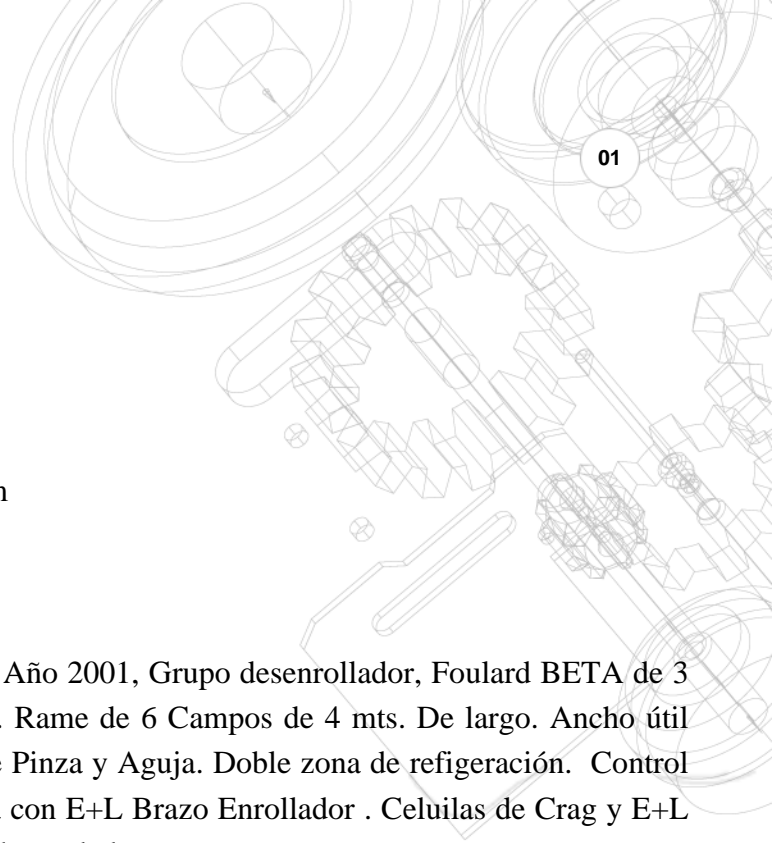 01
Año 2001, Grupo desenrollador, Foulard BETA de 3
. Rame de 6 Campos de 4 mts. De largo. Ancho útil
Pinza y Aguja. Doble zona de refigeración. Control
con E+L Brazo Enrollador . Celuilas de Crag y E+L